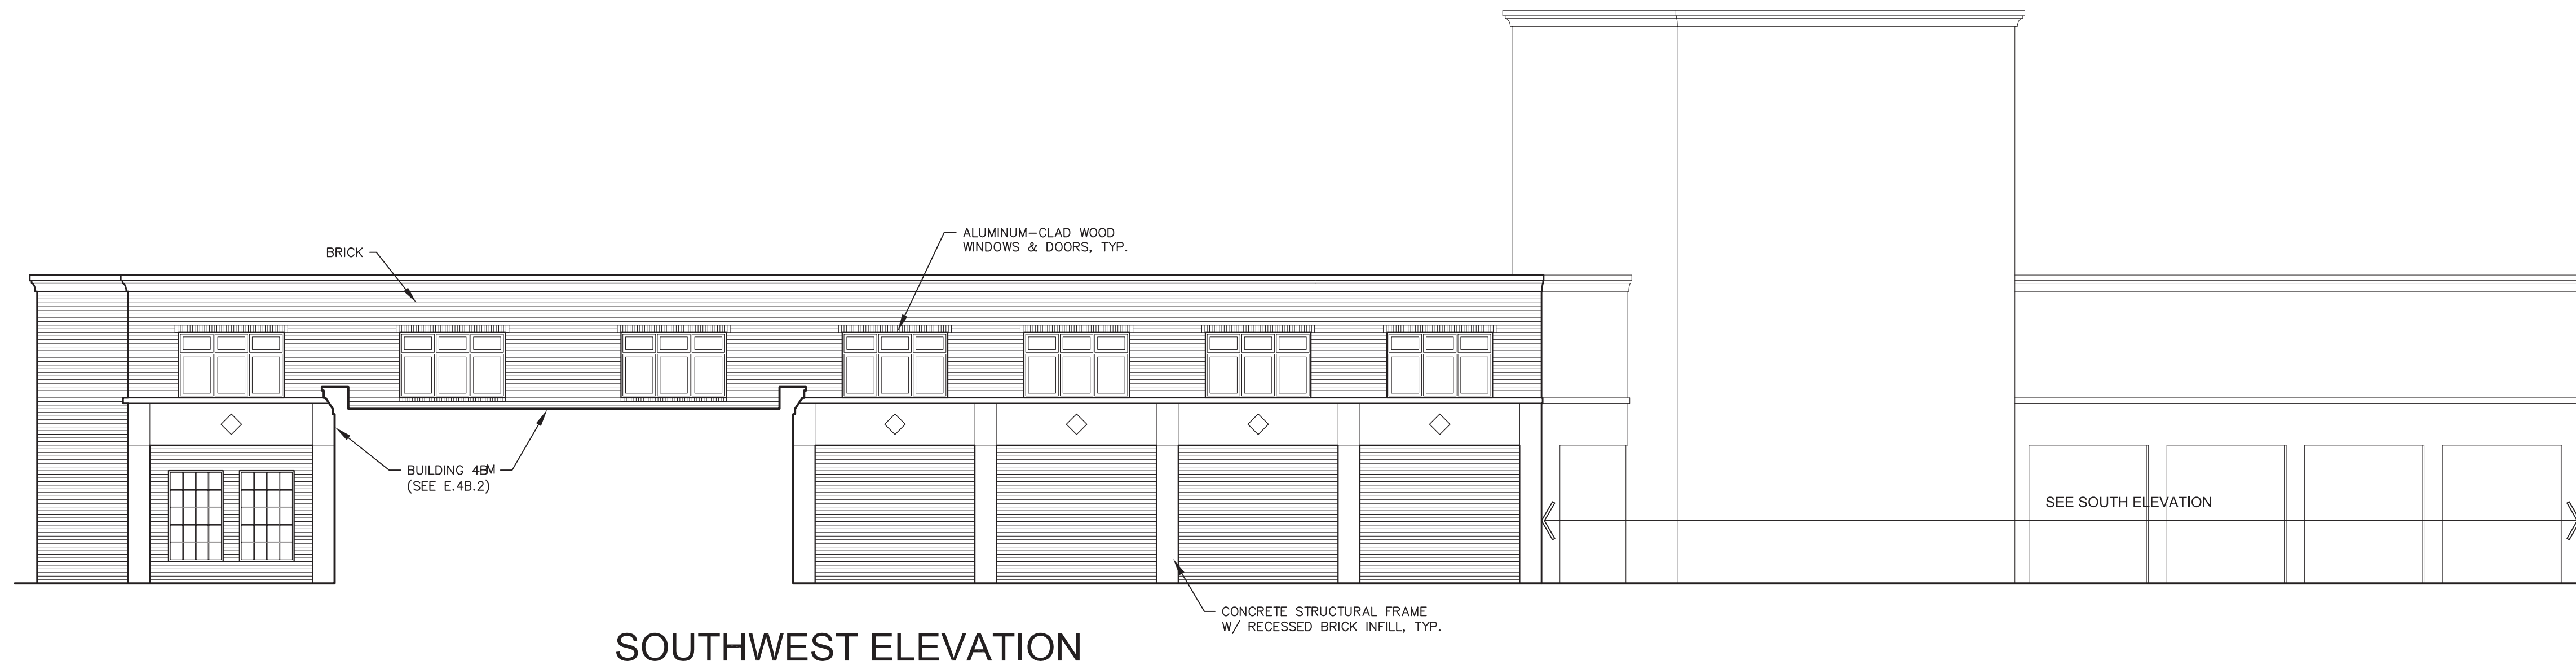 ALUMINUM-CLAD WOOD
WINDOWS & DOORS, TYP.
BRICK
BUILDING 4BM
(SEE E.4B.2)
SEE SOUTH ELEVATION
CONCRETE STRUCTURAL FRAME
W/ RECESSED BRICK INFILL, TYP.
SOUTHWEST ELEVATION